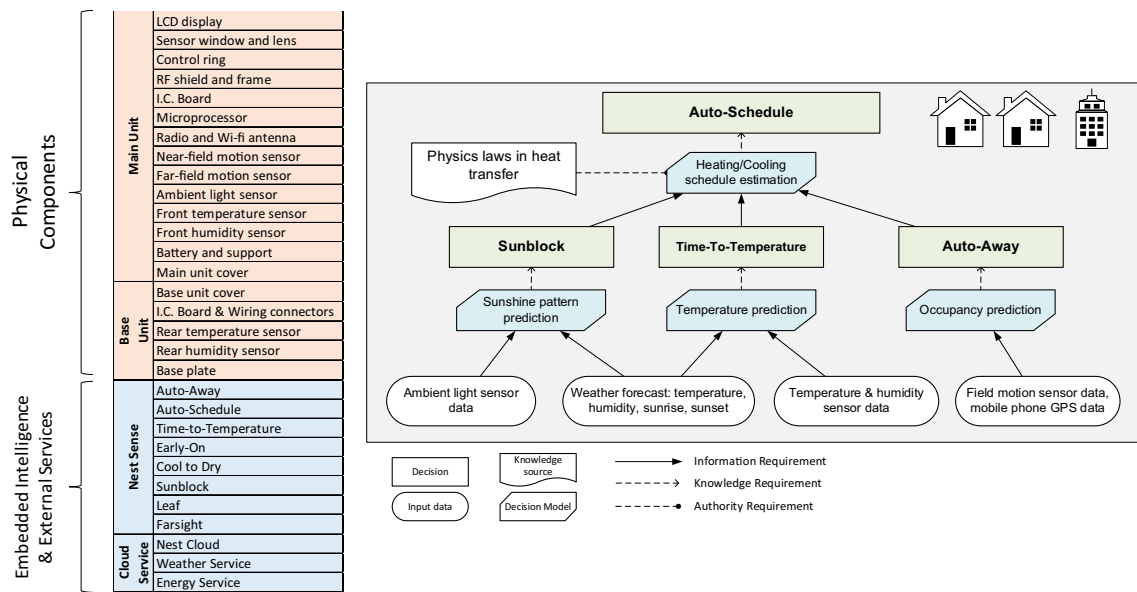 Physical
Components
Main Unit
LCD display
Sensor window and lens
Control ring
RF shield and frame
I.C. Board
Microprocessor
Radio and Wi-fi antenna
Near-field motion sensor
Far-field motion sensor
Ambient light sensor
Front temperature sensor
Front humidity sensor
Battery and support
Main unit cover
Base
Unit
Base unit cover
I.C. Board & Wiring connectors
Rear temperature sensor
Rear humidity sensor
Base plate
Embedded Intelligence
& External Services
Nest Sense
Auto-Away
Auto-Schedule
Time-to-Temperature
Early-On
Cool to Dry
Sunblock
Leaf
Farsight
Cloud
Service
Nest Cloud
Weather Service
Energy Service
Auto-Schedule
Physics laws in heat
transfer
Heating/Cooling
schedule estimation
Sunblock
Time-To-Temperature
Auto-Away
Sunshine pattern
prediction
Temperature prediction
Occupancy prediction
Ambient light sensor
data
Weather forecast: temperature,
humidity, sunrise, sunset
Temperature & humidity
sensor data
Field motion sensor data,
mobile phone GPS data
Decision
Knowledge
source
Input data
Decision Model
Information Requirement
Knowledge Requirement
Authority Requirement